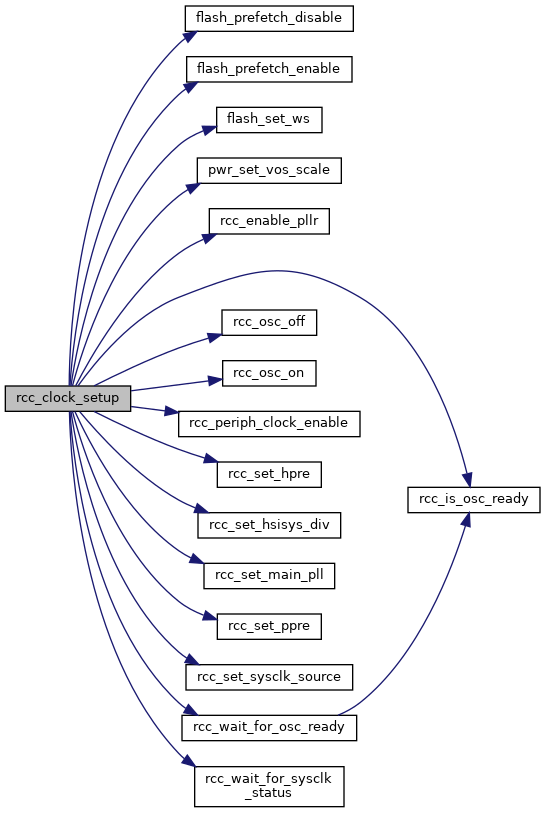 flash_prefetch_disable
flash_prefetch_enable
flash_set_ws
pwr_set_vos_scale
rcc_enable_pllr
rcc_osc_off
rcc_osc_on
rcc_clock_setup
rcc_periph_clock_enable
rcc_set_hpre
rcc_is_osc_ready
rcc_set_hsisys_div
rcc_set_main_pll
rcc_set_ppre
rcc_set_sysclk_source
rcc_wait_for_osc_ready
rcc_wait_for_sysclk
_status